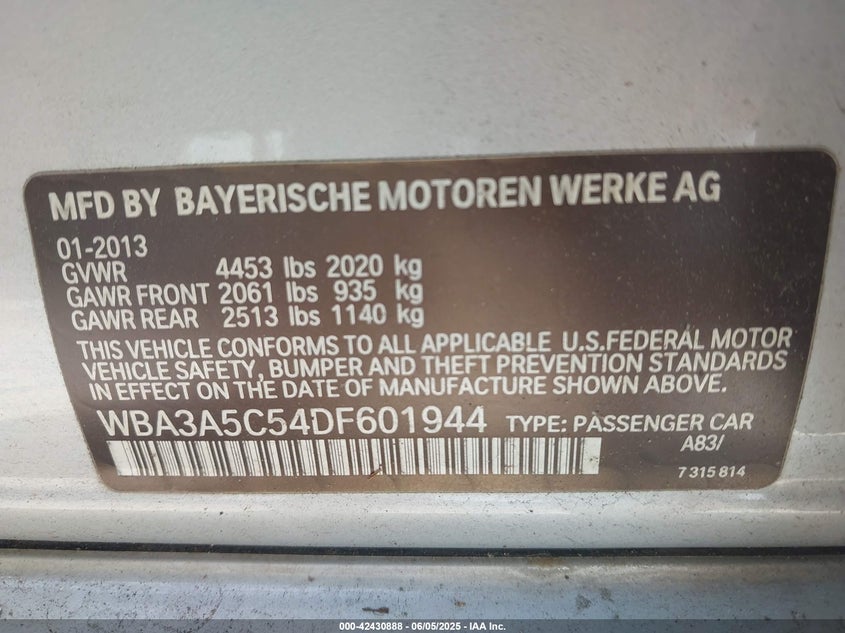 MFD BY BAYERISCHE MOTOREN WERKE AG
01-2013
GVWR 4453 lbs 2020 kg
GAWR FRONT 2061 lbs 935 kg
GAWR REAR 2513 lbs 1140 kg
THIS VEHICLE CONFORMS TO ALL APPLICABLE U.S.FEDERAL MOTOR
VEHICLE SAFETY, BUMPER AND THEFT PREVENTION STANDARDS
IN EFFECT ON THE DATE OF MANUFACTURE SHOWN ABOVE.
WBA3A5C54DF601944 TYPE: PASSENGER CAR
A83/
7 315 814
000-42430888 - 06/05/2025 - IAA Inc.